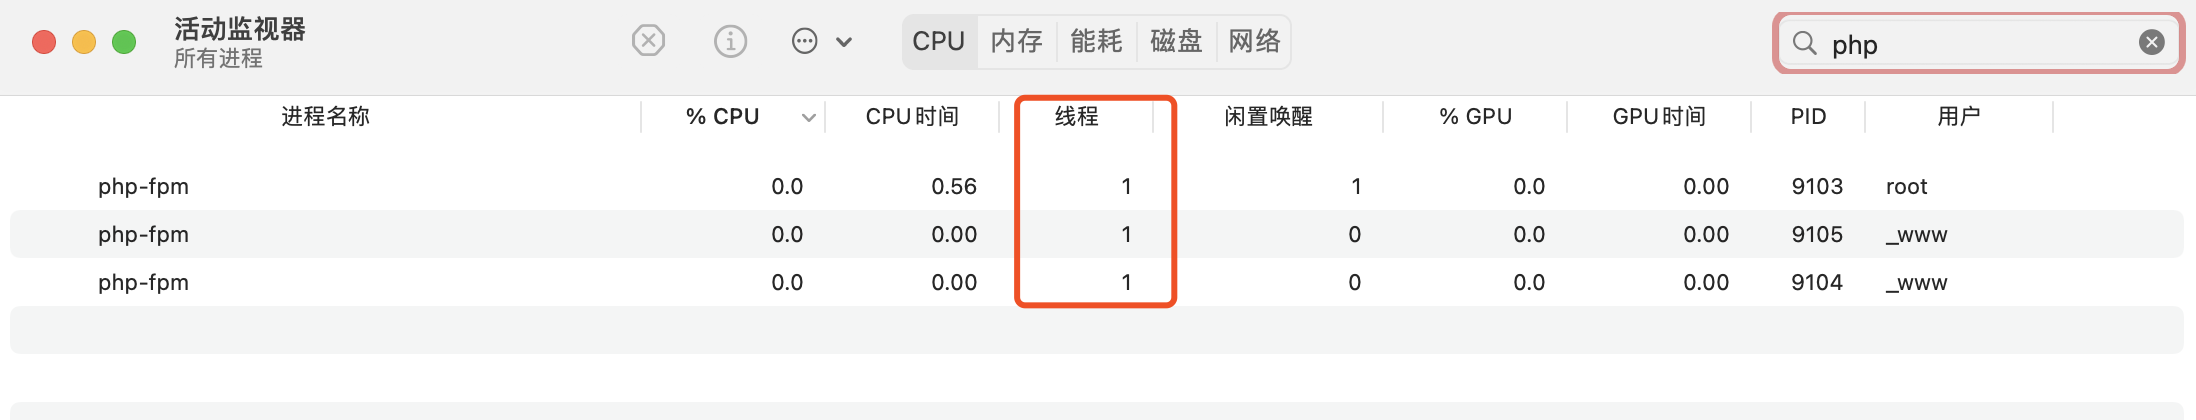 活动监视器
所有进程
CPU 内存 能耗 磁盘 网络
php
进程名称 % CPU CPU时间 线程 闲置唤醒 % GPU GPU时间 PID 用户
php-fpm 0.0 0.56 1 1 0.0 0.00 9103 root
php-fpm 0.0 0.00 1 0 0.0 0.00 9105 _www
php-fpm 0.0 0.00 1 0 0.0 0.00 9104 _www